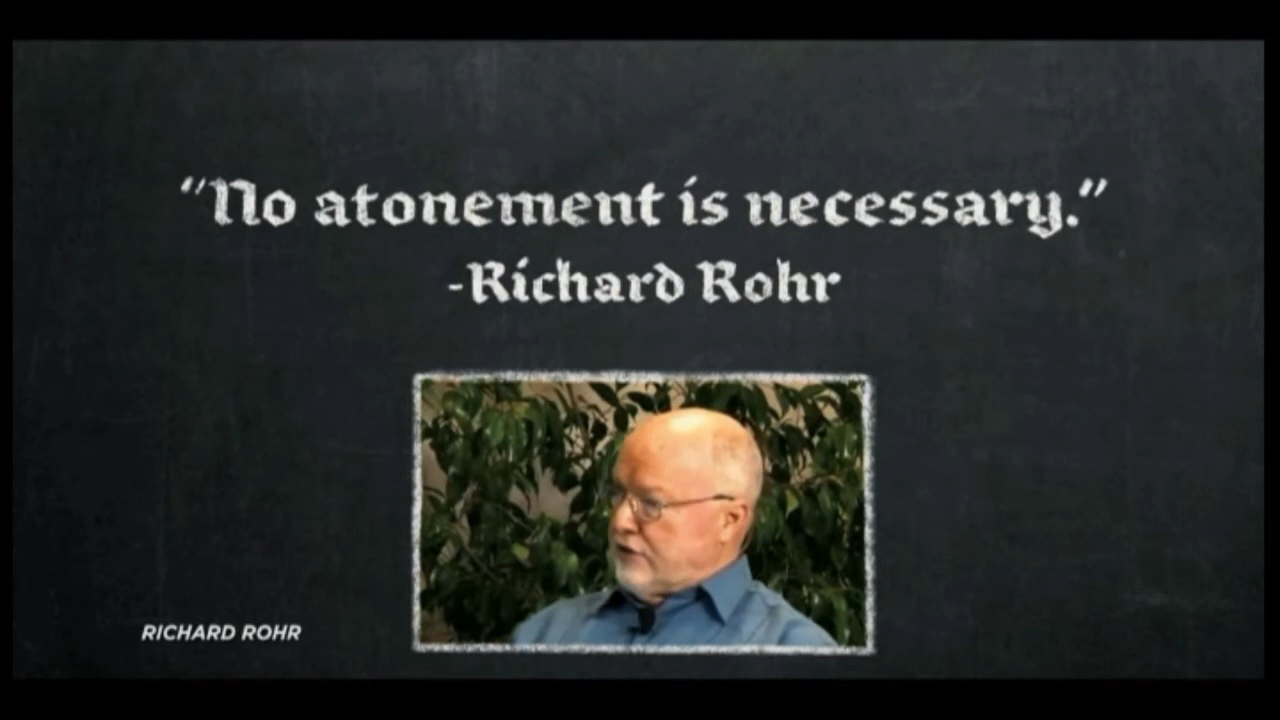 “No atonement is necessary.”
-Richard Rohr
RICHARD ROHR